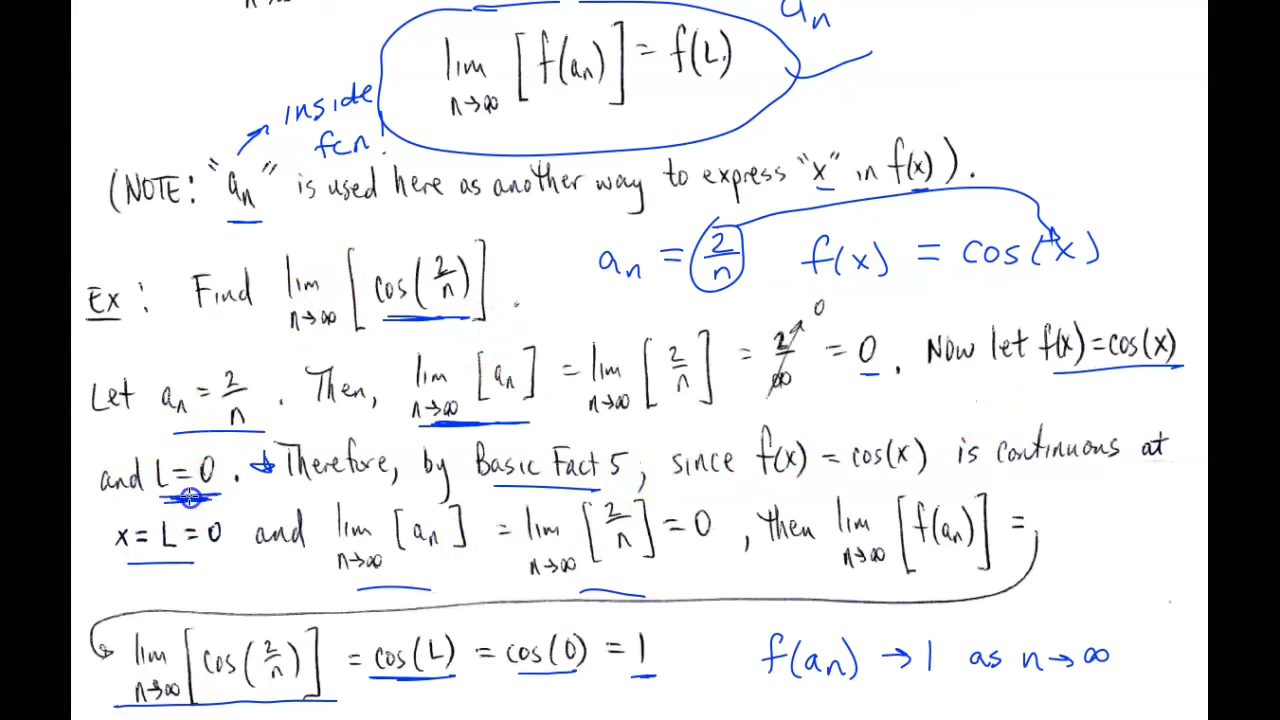 aₙ
lim n→∞ [f(aₙ)] = f(L)
inside
fcn!
(NOTE: "aₙ" is used here as another way to express "x" in f(x)).
aₙ = 2/n f(x) = cos(x)
Ex: Find lim n→∞ [cos(2/n)].
Let aₙ = 2/n. Then, lim n→∞ [aₙ] = lim n→∞ [2/n] = 2/∞ ↗0 = 0. Now let f(x) = cos(x)
and L = 0. → Therefore, by Basic Fact 5, since f(x) = cos(x) is continuous at
x = L = 0 and lim n→∞ [aₙ] = lim n→∞ [2/n] = 0, then lim n→∞ [f(aₙ)] =
lim n→∞ [cos(2/n)] = cos(L) = cos(0) = 1 f(aₙ) → 1 as n→∞